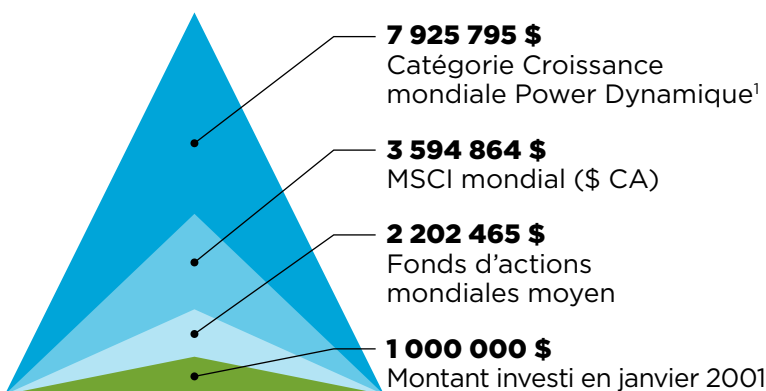 7 925 795 $
Catégorie Croissance
mondiale Power Dynamique¹
3 594 864 $
MSCI mondial ($ CA)
2 202 465 $
Fonds d’actions
mondiales moyen
1 000 000 $
Montant investi en janvier 2001